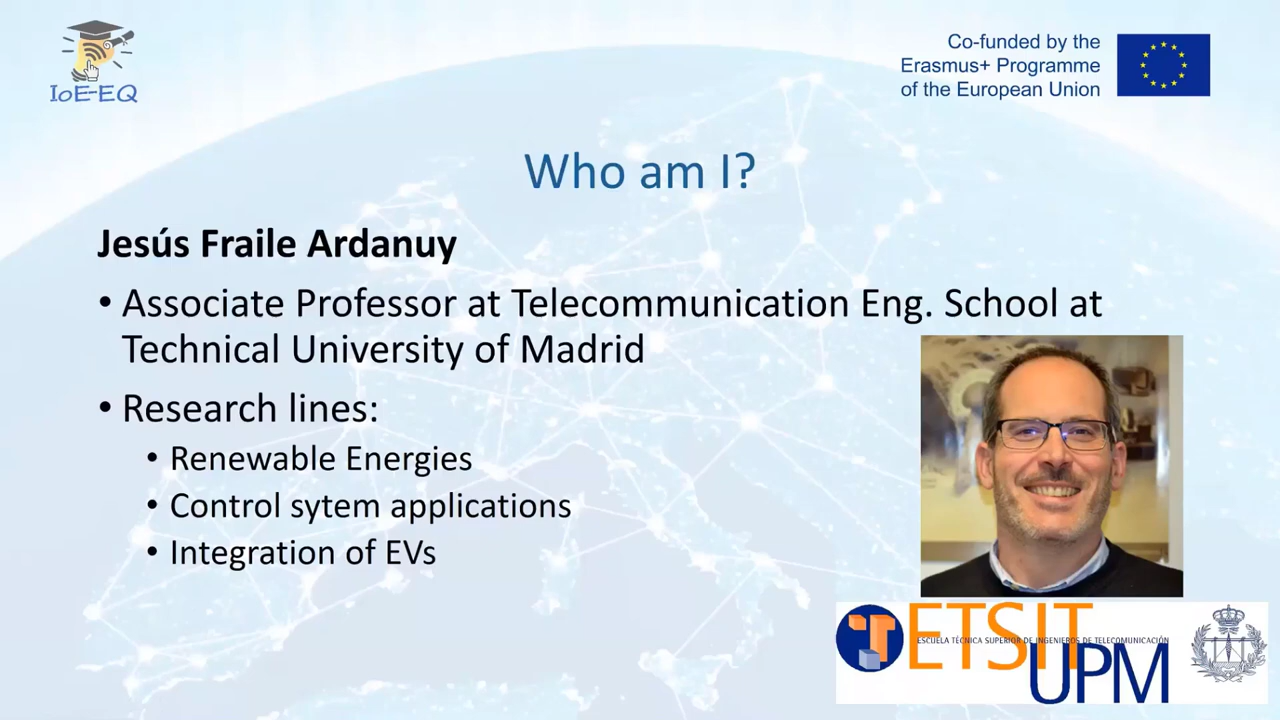 IoE-EQ
Co-funded by the
Erasmus+ Programme
of the European Union
Who am I?
Jesús Fraile Ardanuy
• Associate Professor at Telecommunication Eng. School at
Technical University of Madrid
• Research lines:
• Renewable Energies
• Control sytem applications
• Integration of EVs
ETSIT
ESCUELA TÉCNICA SUPERIOR DE INGENIEROS DE TELECOMUNICACIÓN
UPM